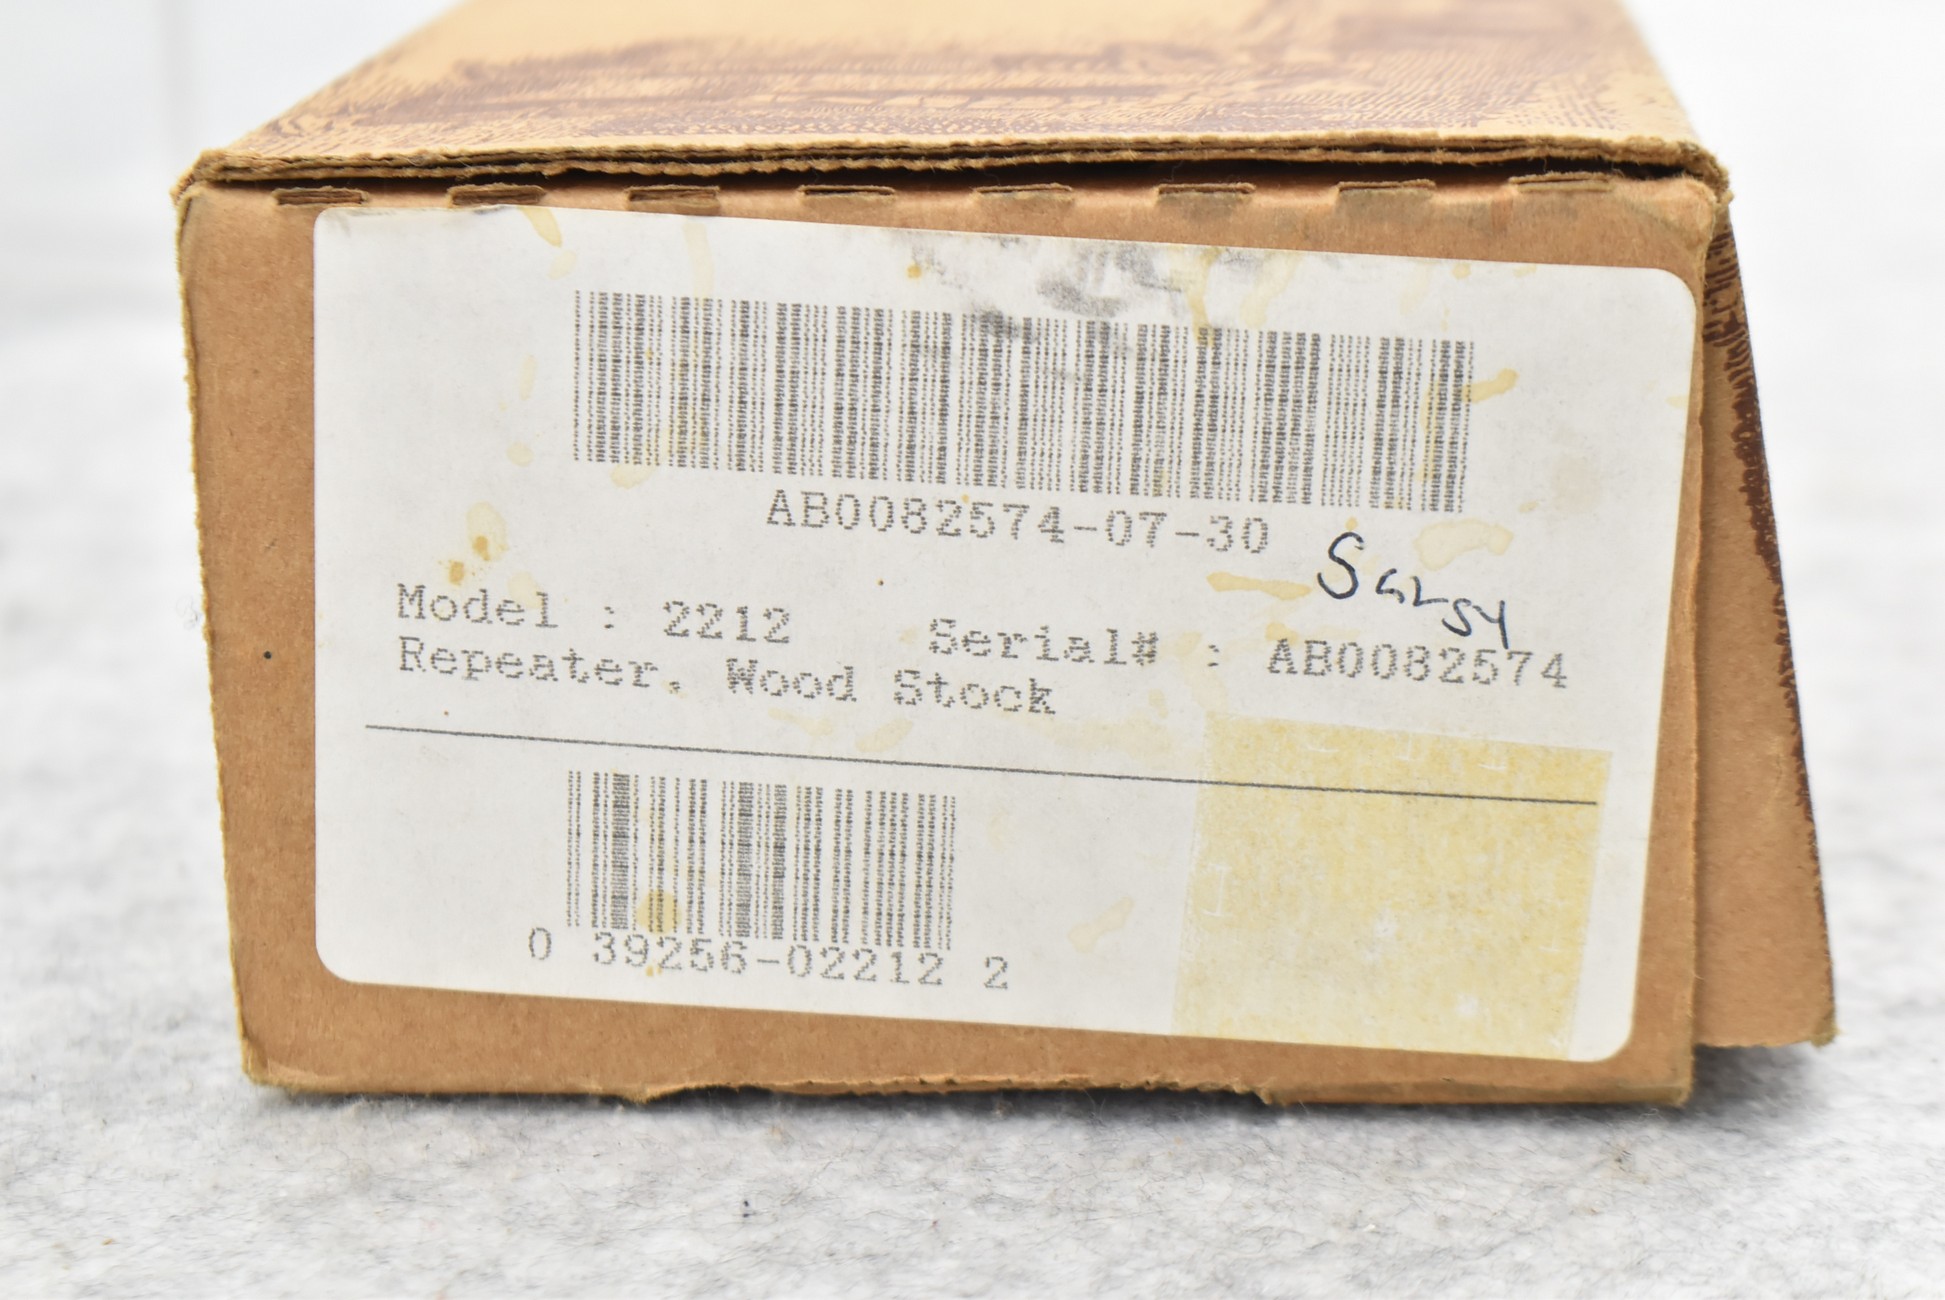 AB0082574-07-30
Model : 2212 Serial# : AB0082574
Repeater, Wood Stock
0 39256-02212 2